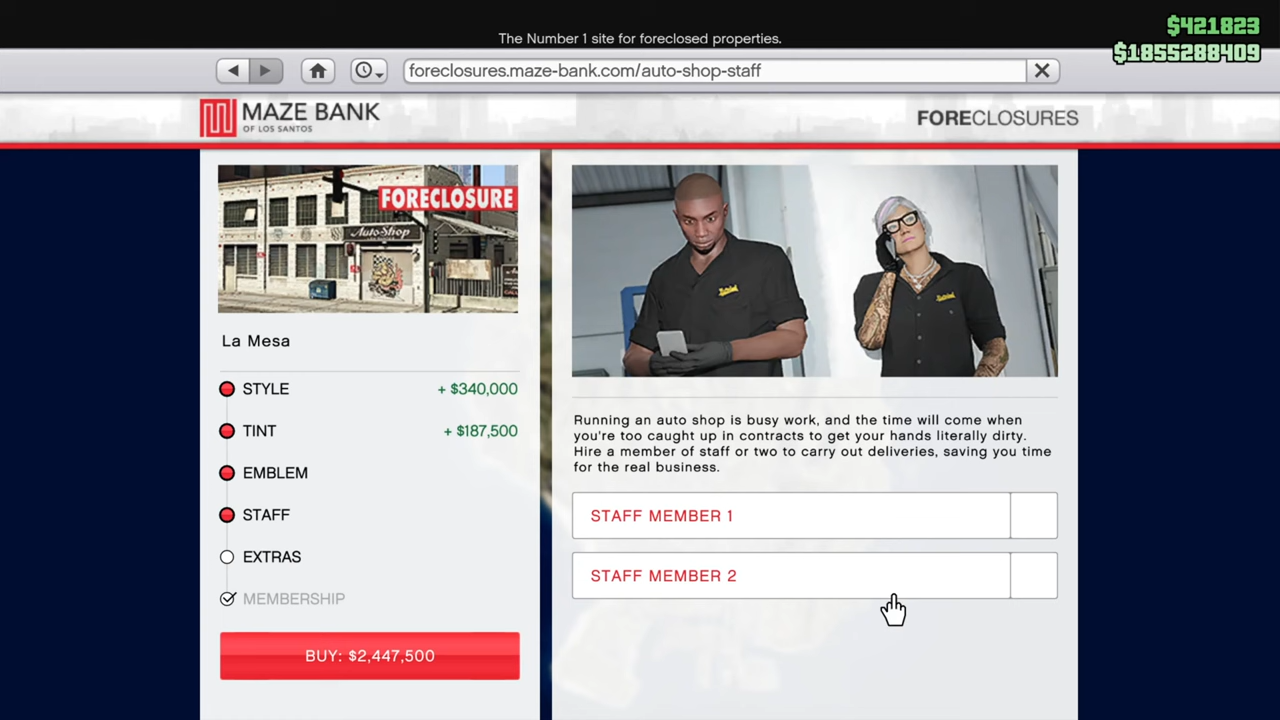 $421823
The Number 1 site for foreclosed properties.
$1855288409
foreclosures.maze-bank.com/auto-shop-staff
MAZE BANK
OF LOS SANTOS
FORECLOSURES
FORECLOSURE
Auto Shop
La Mesa
STYLE + $340,000
TINT + $187,500
EMBLEM
STAFF
EXTRAS
MEMBERSHIP
BUY: $2,447,500
Running an auto shop is busy work, and the time will come when
you're too caught up in contracts to get your hands literally dirty.
Hire a member of staff or two to carry out deliveries, saving you time
for the real business.
STAFF MEMBER 1
STAFF MEMBER 2